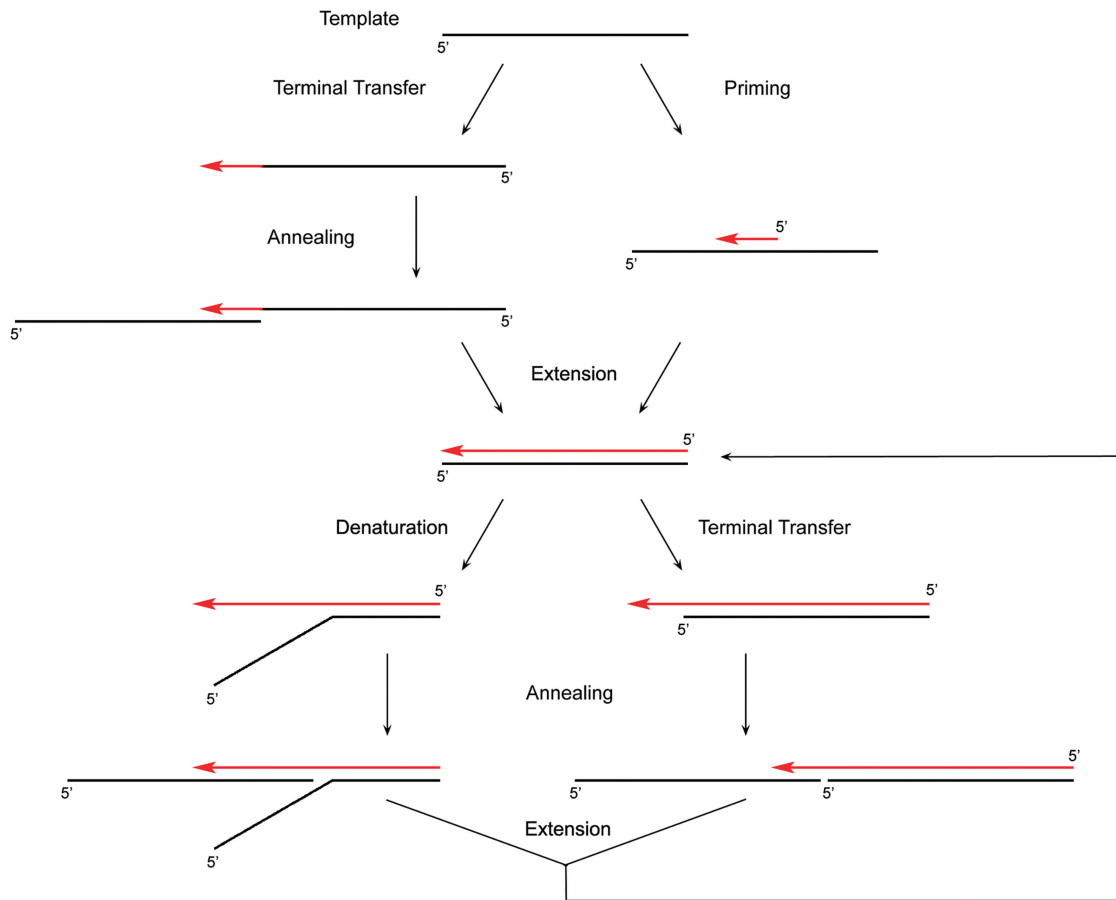 Template
5’
Terminal Transfer
Priming
5’
Annealing
5’
5’
5’
5’
Extension
5’
5’
Denaturation
Terminal Transfer
5’
5’
5’
5’
Annealing
5’
5’
5’
5’
5’
Extension